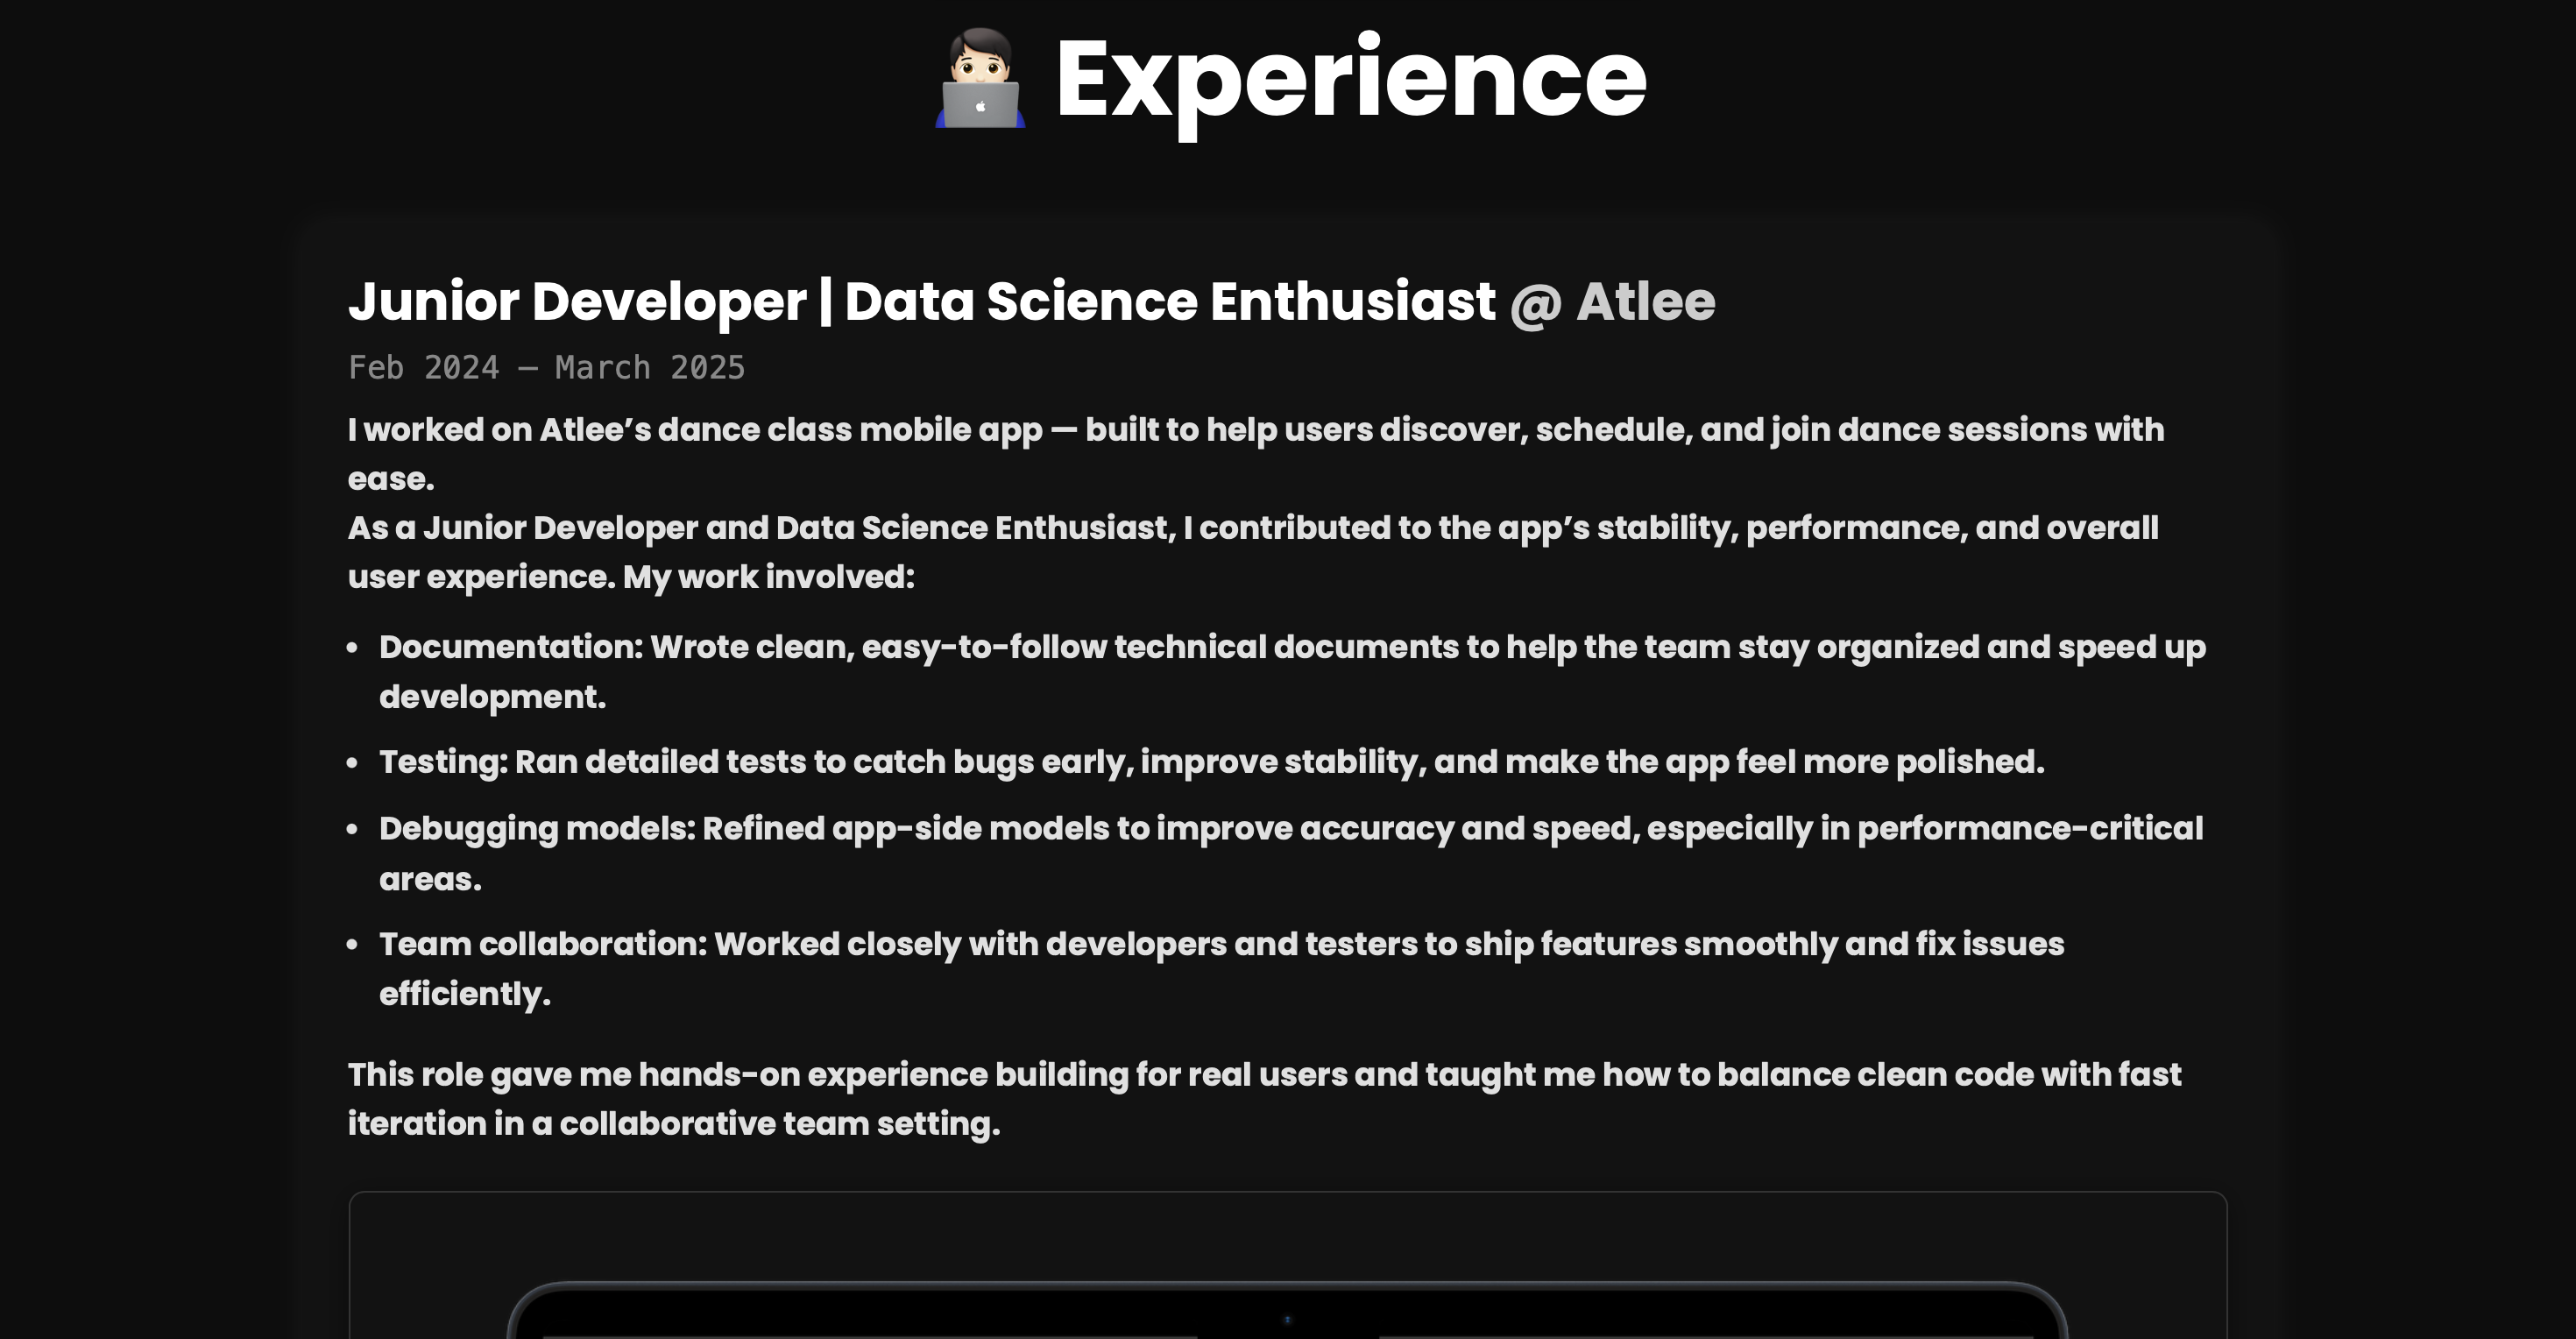 Experience
Junior Developer | Data Science Enthusiast @ Atlee
Feb 2024 – March 2025
I worked on Atlee’s dance class mobile app — built to help users discover, schedule, and join dance sessions with
ease.
As a Junior Developer and Data Science Enthusiast, I contributed to the app’s stability, performance, and overall
user experience. My work involved:
• Documentation: Wrote clean, easy-to-follow technical documents to help the team stay organized and speed up
development.
• Testing: Ran detailed tests to catch bugs early, improve stability, and make the app feel more polished.
• Debugging models: Refined app-side models to improve accuracy and speed, especially in performance-critical
areas.
• Team collaboration: Worked closely with developers and testers to ship features smoothly and fix issues
efficiently.
This role gave me hands-on experience building for real users and taught me how to balance clean code with fast
iteration in a collaborative team setting.